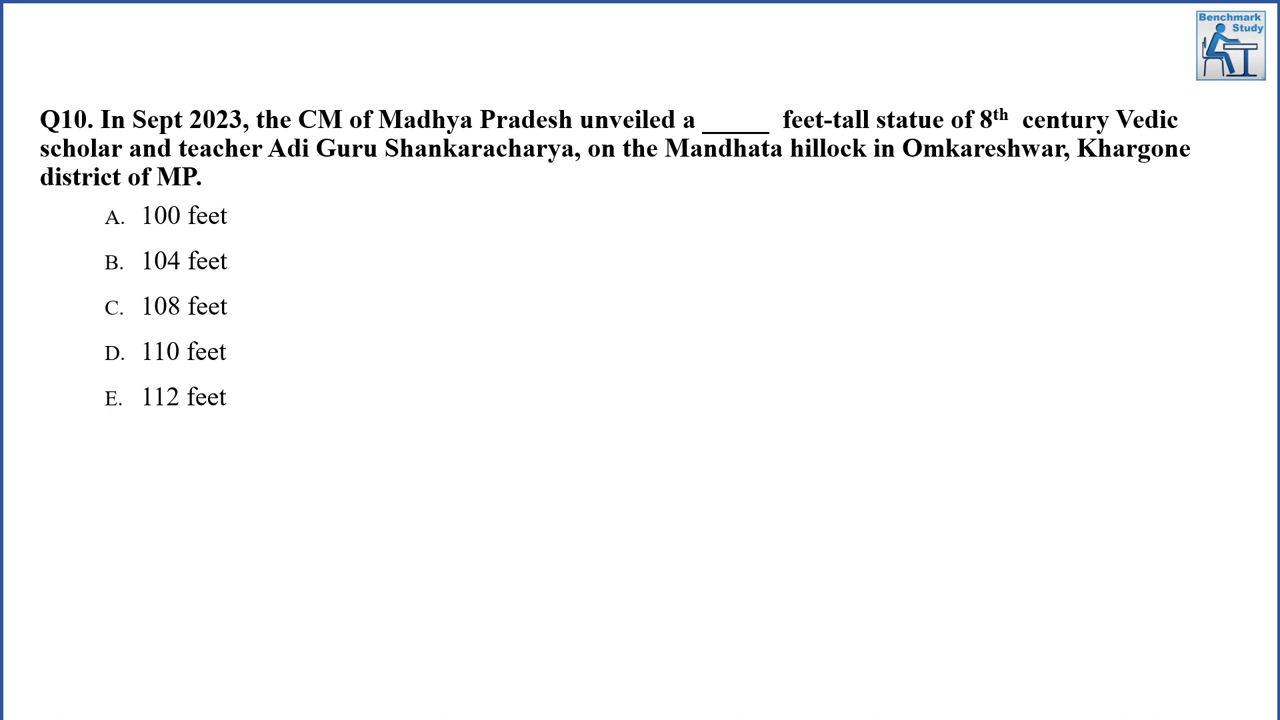 Benchmark
Study
Q10. In Sept 2023, the CM of Madhya Pradesh unveiled a _____ feet-tall statue of 8th century Vedic
scholar and teacher Adi Guru Shankaracharya, on the Mandhata hillock in Omkareshwar, Khargone
district of MP.
A. 100 feet
B. 104 feet
C. 108 feet
D. 110 feet
E. 112 feet